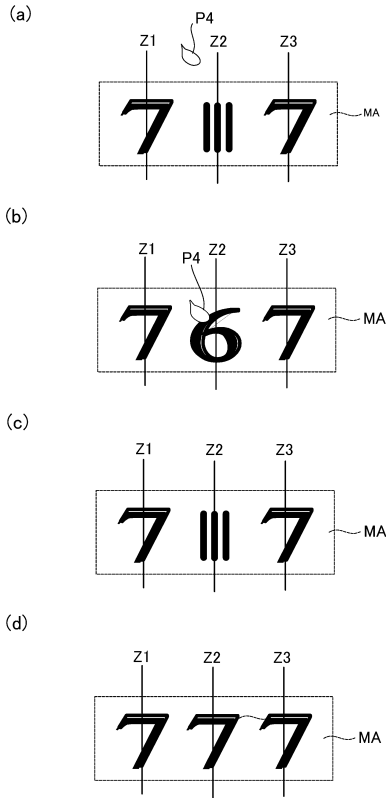 (a)
P4
Z1 Z2 Z3
7 7 MA
(b)
Z1 Z2 Z3
P4
7 6 7 MA
(c)
Z1 Z2 Z3
7 7 MA
(d)
Z1 Z2 Z3
7 7 7 MA